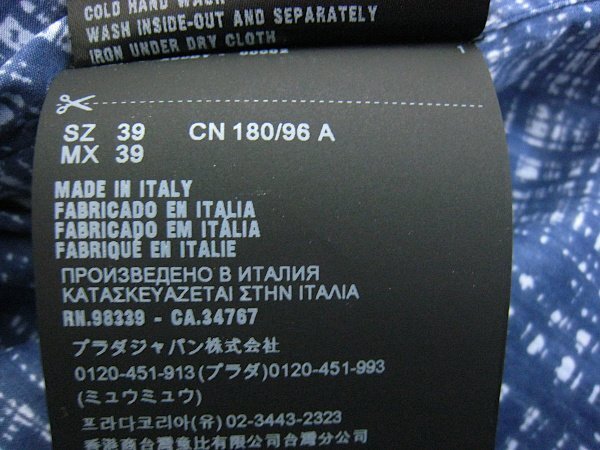 COLD HAND WASH
WASH INSIDE-OUT AND SEPARATELY
IRON UNDER DRY CLOTH
1
SZ 39 CN 180/96 A
MX 39
MADE IN ITALY
FABRICADO EN ITALIA
FABRICADO EM ITÁLIA
FABRIQUÉ EN ITALIE
ПРОИЗВЕДЕНО В ИТАЛИЯ
ΚΑΤΑΣΚΕΥΑΖΕΤΑΙ ΣΤΗΝ ΙΤΑΛΙΑ
RN.98339 - CA.34767
プラダジャパン株式会社
0120-451-913(プラダ)0120-451-993
(ミュウミュウ)
프라다코리아(유) 02-3443-2323
香港商台灣意比有限公司台灣分公司